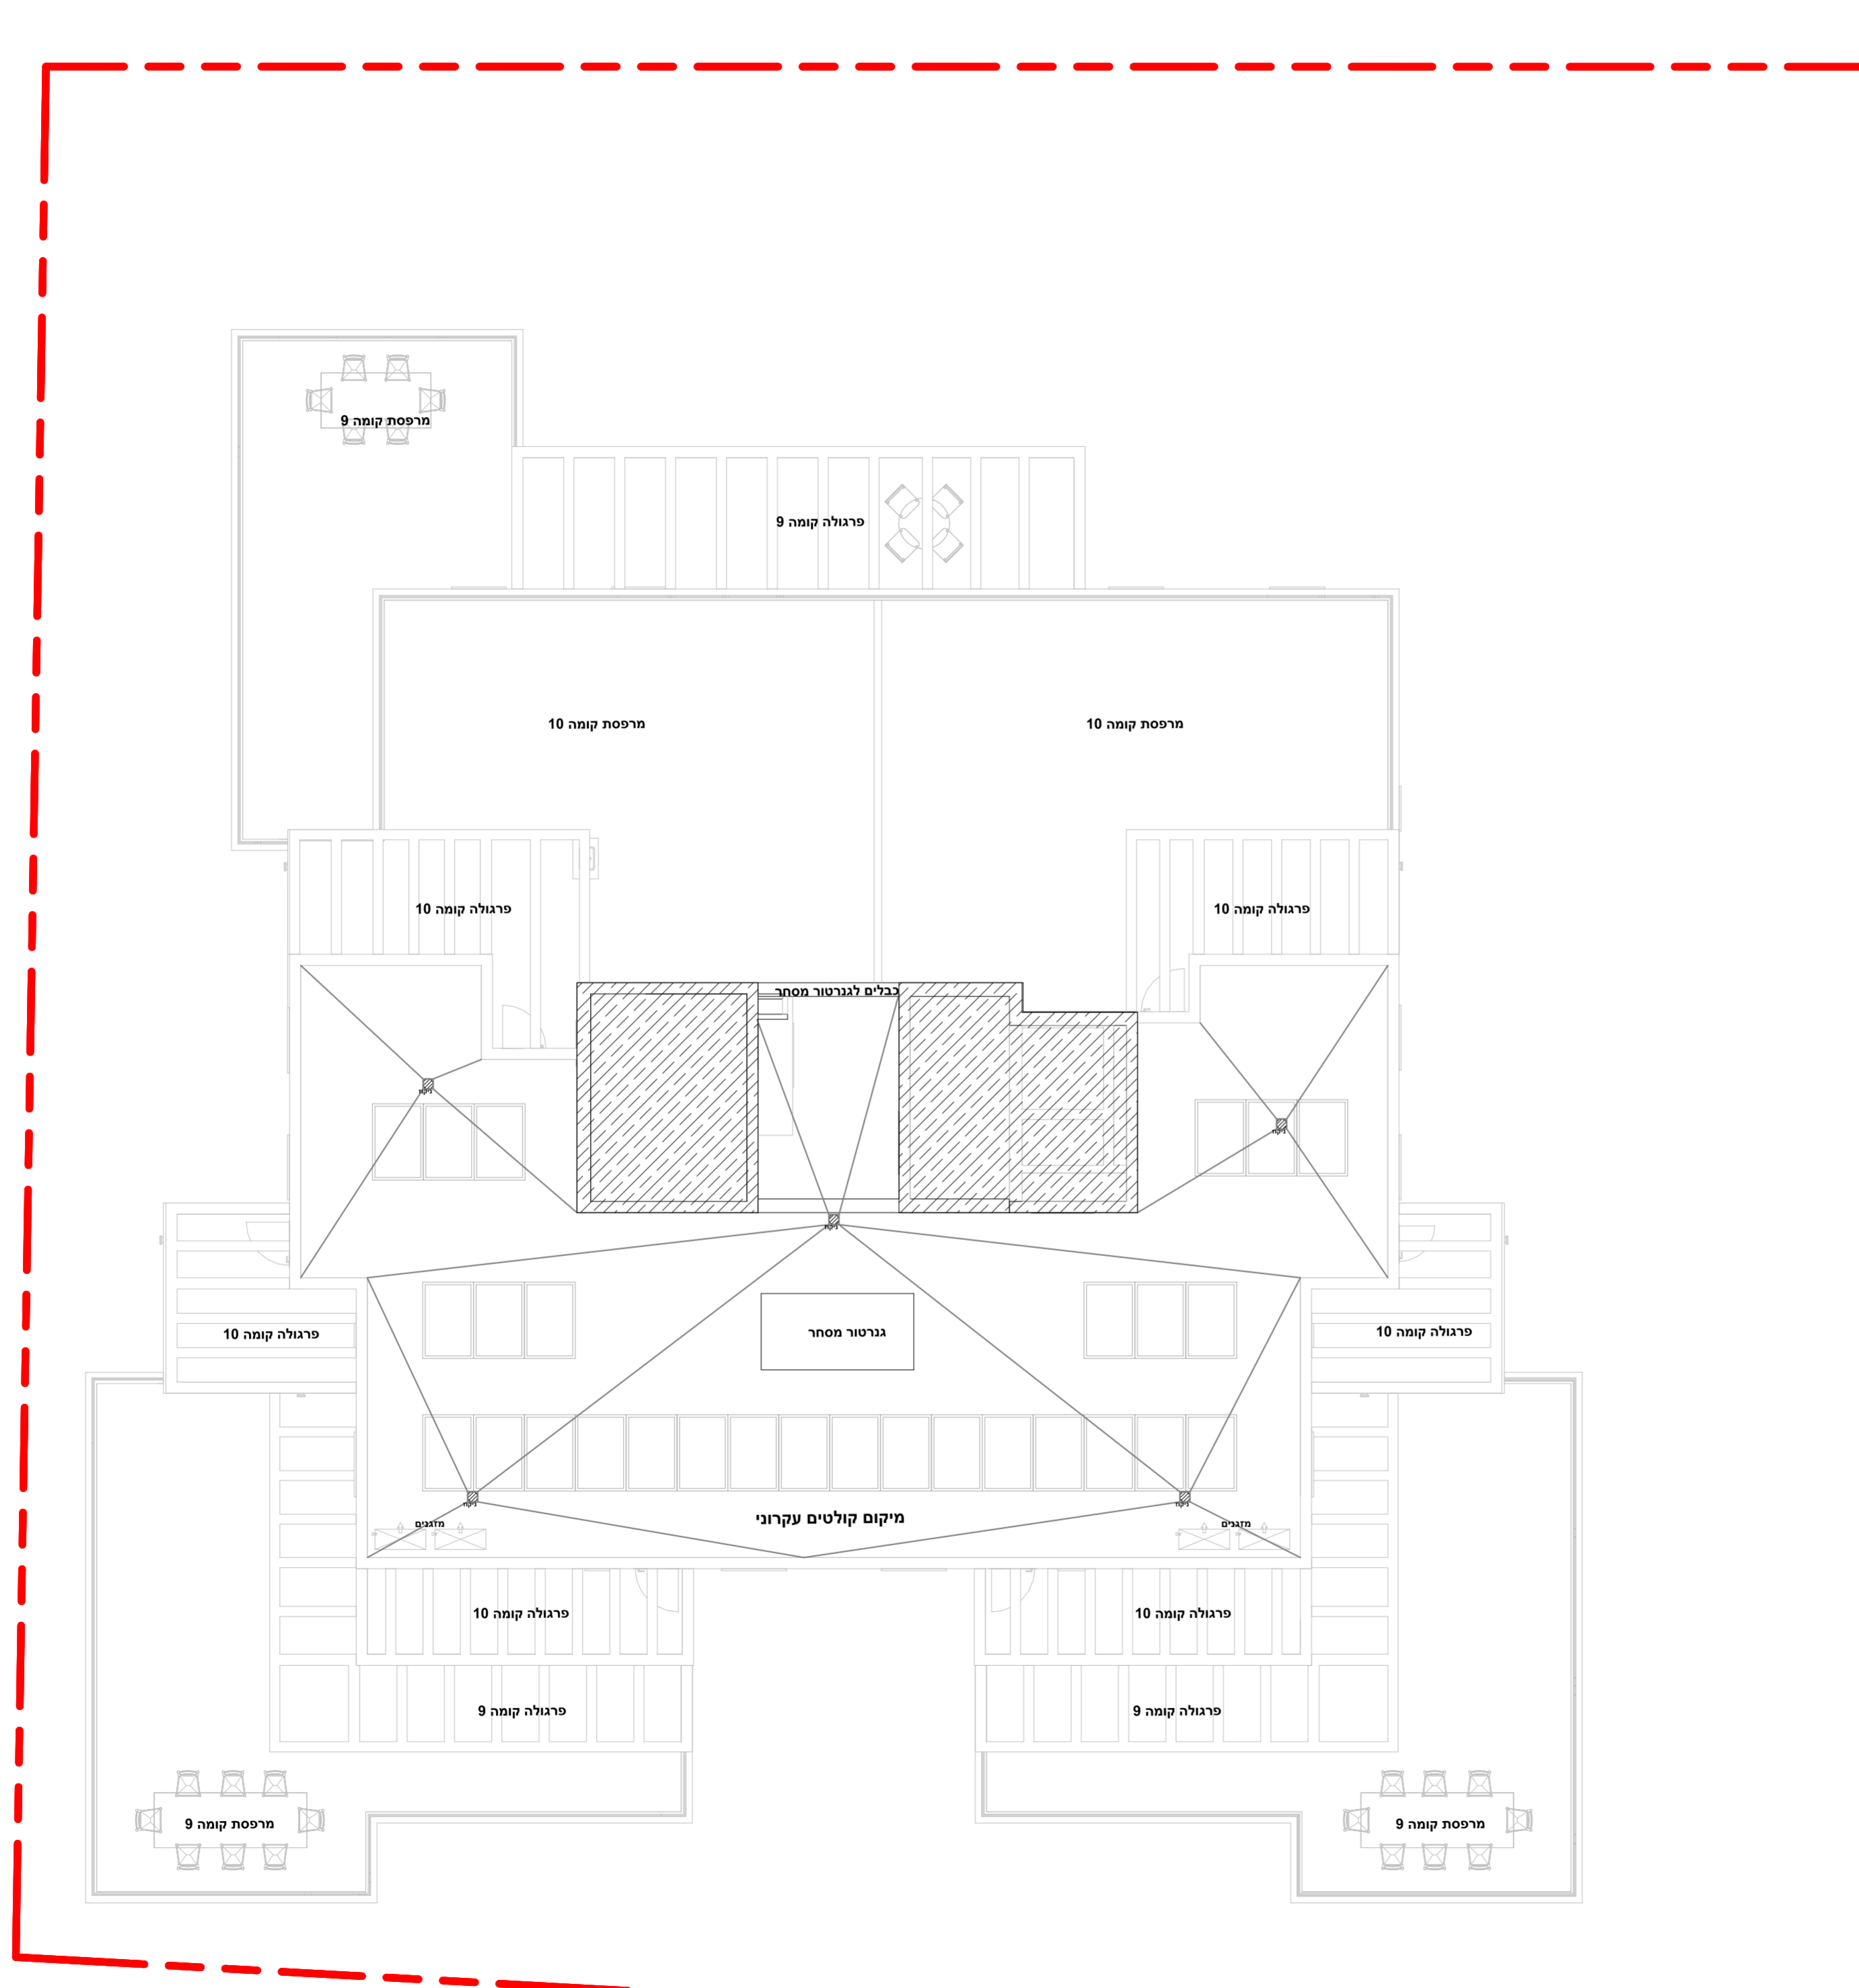 מרפסת קומה 9
פרגולה קומה 9
מרפסת קומה 10
מרפסת קומה 10
פרגולה קומה 10
פרגולה קומה 10
כבלים לגנרטור מסחר
ניקוז
ניקוז
ניקוז
פרגולה קומה 10
גנרטור מסחר
פרגולה קומה 10
ניקוז
ניקוז
מזגנים
מיקום קולטים עקרוני
מזגנים
פרגולה קומה 10
פרגולה קומה 10
פרגולה קומה 9
פרגולה קומה 9
מרפסת קומה 9
מרפסת קומה 9